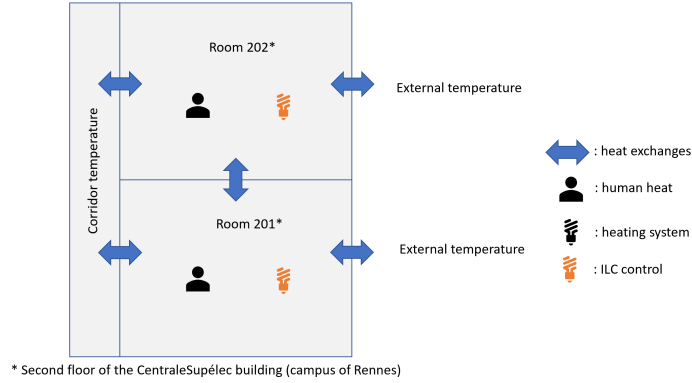 Room 202*
External temperature
Corridor temperature
: heat exchanges
: human heat
Room 201*
: heating system
External temperature
: ILC control
* Second floor of the CentraleSupélec building (campus of Rennes)